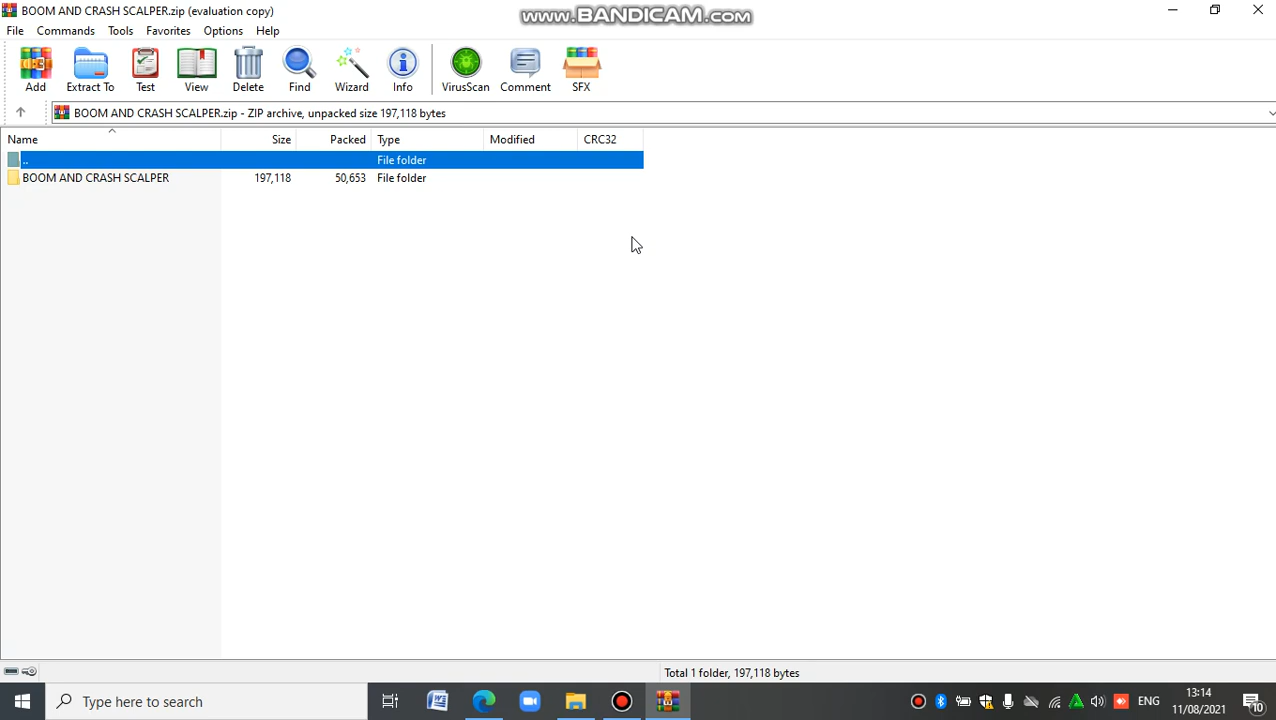 BOOM AND CRASH SCALPER.zip (evaluation copy)
www.BANDICAM.com
File Commands Tools Favorites Options Help
Add Extract To Test View Delete Find Wizard Info VirusScan Comment SFX
BOOM AND CRASH SCALPER.zip - ZIP archive, unpacked size 197,118 bytes
Name Size Packed Type Modified CRC32
.. File folder
BOOM AND CRASH SCALPER 197,118 50,653 File folder
Total 1 folder, 197,118 bytes
Type here to search
ENG
13:14
11/08/2021
10